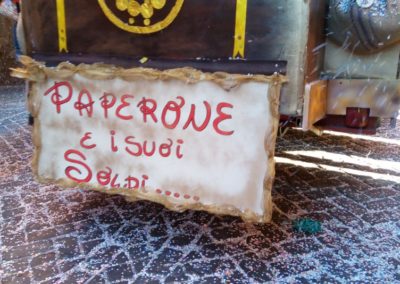 PAPERONE
E I SUOI
SOLDI......